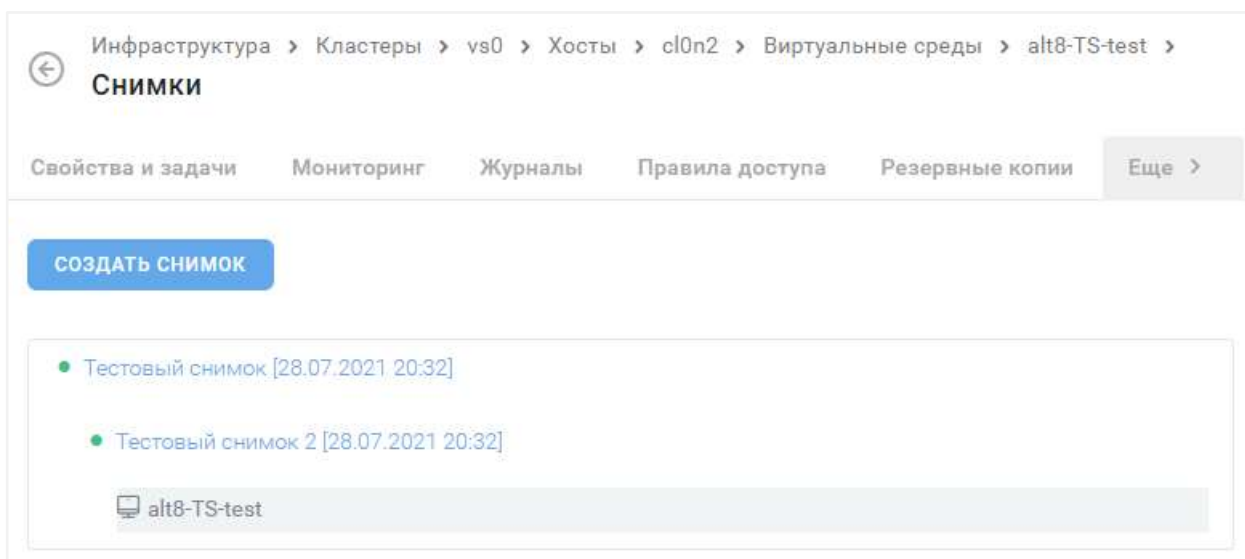 Инфраструктура > Кластеры > vs0 > Хосты > cl0n2 > Виртуальные среды > alt8-TS-test >
Снимки
Свойства и задачи Мониторинг Журналы Правила доступа Резервные копии Еще >
СОЗДАТЬ СНИМОК
Тестовый снимок [28.07.2021 20:32]
Тестовый снимок 2 [28.07.2021 20:32]
alt8-TS-test